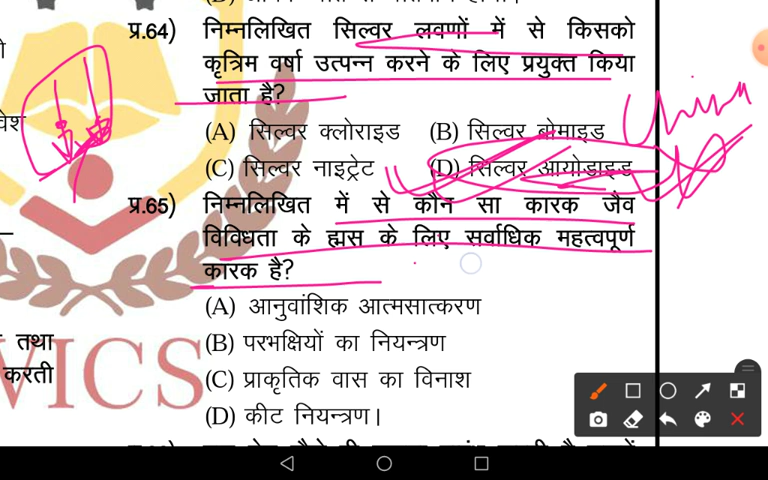 प्र.64) निम्नलिखित सिल्वर लवणों में से किसको
कृत्रिम वर्षा उत्पन्न करने के लिए प्रयुक्त किया
जाता है?
(A) सिल्वर क्लोराइड (B) सिल्वर ब्रोमाइड
(C) सिल्वर नाइट्रेट (D) सिल्वर आयोडाइड
प्र.65) निम्नलिखित में से कौन सा कारक जैव
विविधता के ह्मस के लिए सर्वाधिक महत्वपूर्ण
कारक है?
(A) आनुवांशिक आत्मसात्करण
(B) परभक्षियों का नियन्त्रण
(C) प्राकृतिक वास का विनाश
(D) कीट नियन्त्रण।
तथा
करती
VICS